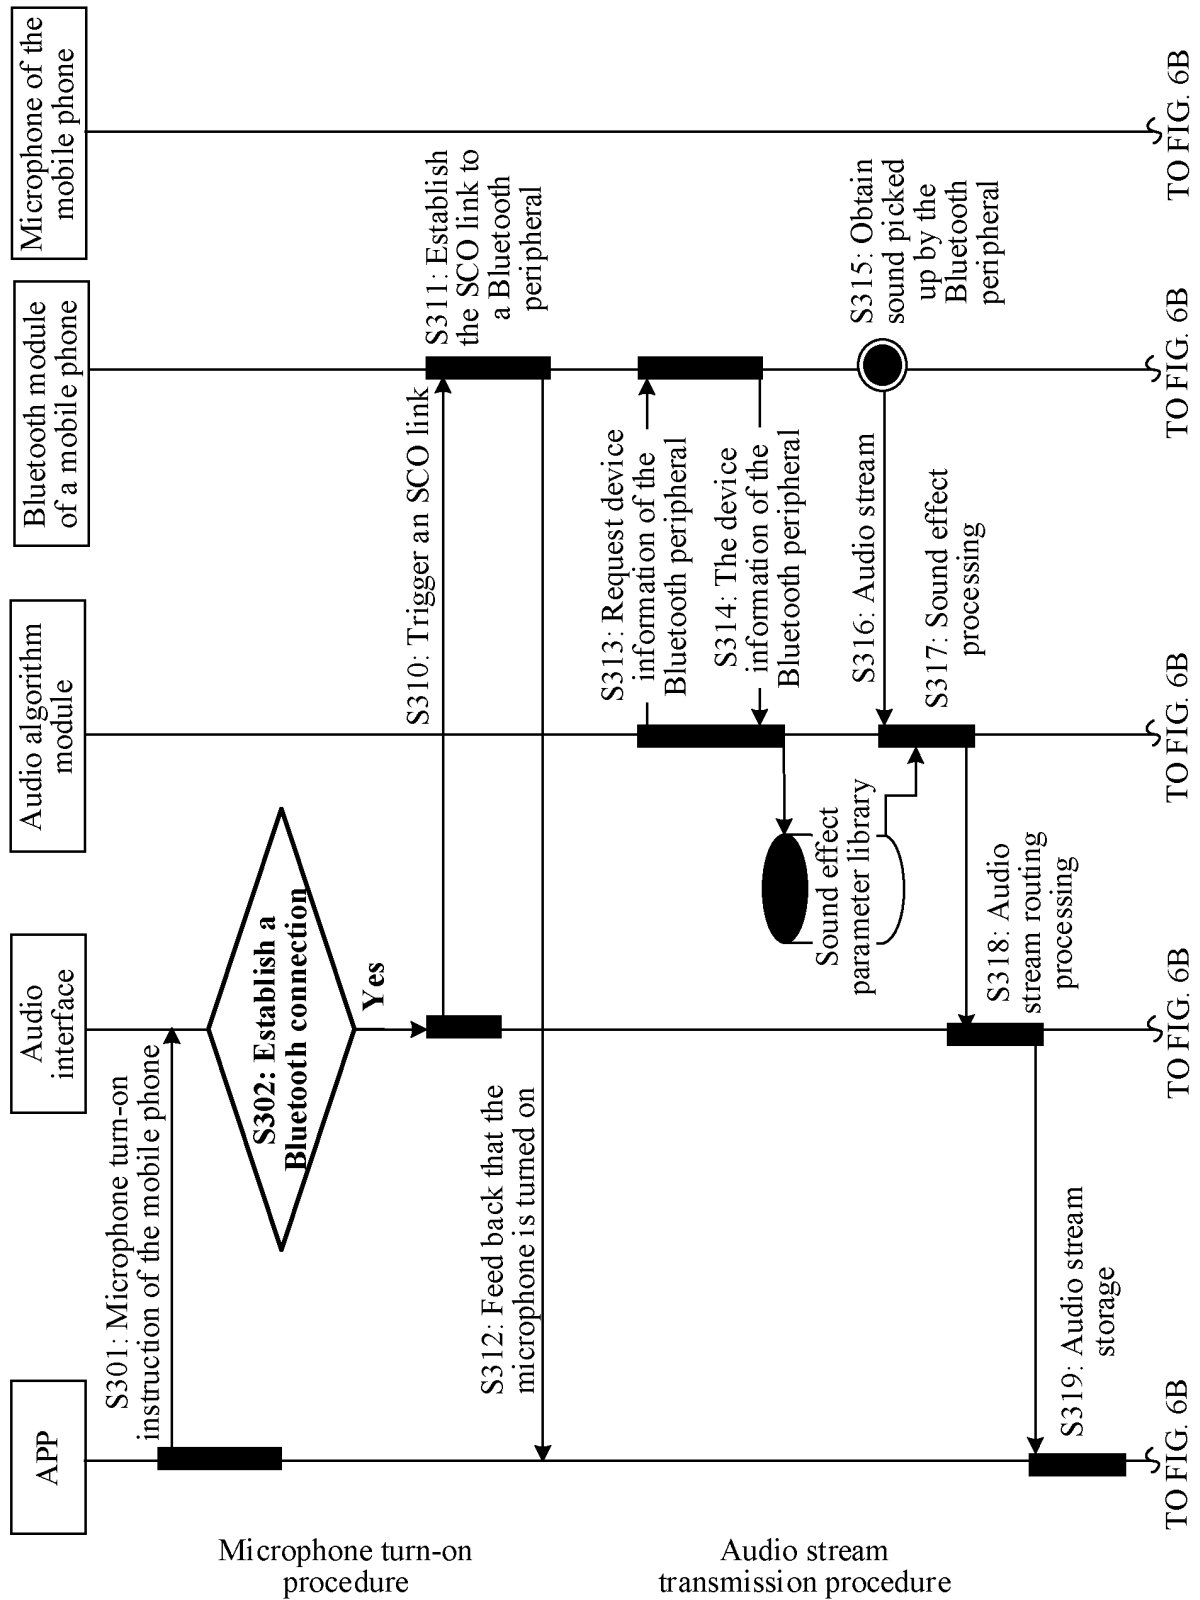 APP
Audio
interface
Audio algorithm
module
Bluetooth module
of a mobile phone
Microphone of the
mobile phone
Microphone turn-on
procedure
S301: Microphone turn-on
instruction of the mobile phone
S302: Establish a
Bluetooth connection
Yes
S310: Trigger an SCO link
S311: Establish
the SCO link to
a Bluetooth
peripheral
S312: Feed back that the
microphone is turned on
Audio stream
transmission procedure
S313: Request device
information of the
Bluetooth peripheral
S314: The device
information of the
Bluetooth peripheral
Sound effect
parameter library
S315: Obtain
sound picked
up by the
Bluetooth
peripheral
S316: Audio stream
S317: Sound effect
processing
S318: Audio
stream routing
processing
S319: Audio stream
storage
TO FIG. 6B
TO FIG. 6B
TO FIG. 6B
TO FIG. 6B
TO FIG. 6B